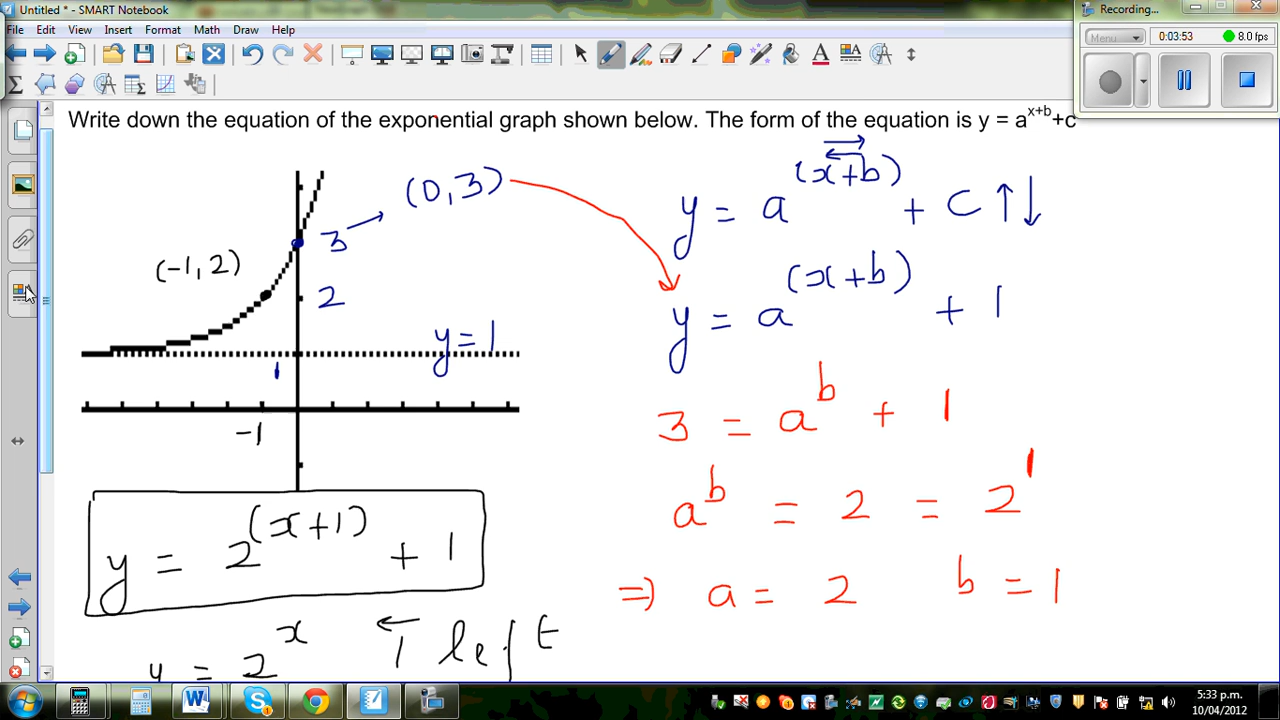 Untitled * - SMART Notebook
Recording...
File Edit View Insert Format Math Draw Help
Menu
0:03:53
8.0 fps
Write down the equation of the exponential graph shown below. The form of the equation is y = a^x+b+c
(0,3)
y = a^(x+b) + C ↑↓
3
(-1, 2)
2
y = a^(x+b) + 1
y = 1
1
3 = a^b + 1
-1
a^b = 2 = 2^1
y = 2^(x+1) + 1
⇒ a = 2 b = 1
y = 2^x ← 1 left
5:33 p.m.
10/04/2012